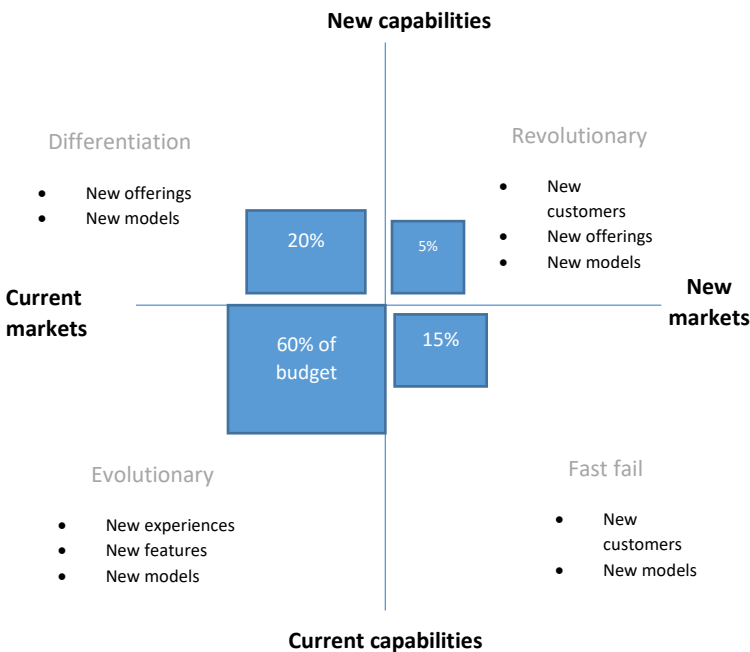 New capabilities
Differentiation
• New offerings
• New models
Revolutionary
• New
customers
• New offerings
• New models
20%
5%
Current
markets
New
markets
60% of
budget
15%
Evolutionary
• New experiences
• New features
• New models
Fast fail
• New
customers
• New models
Current capabilities